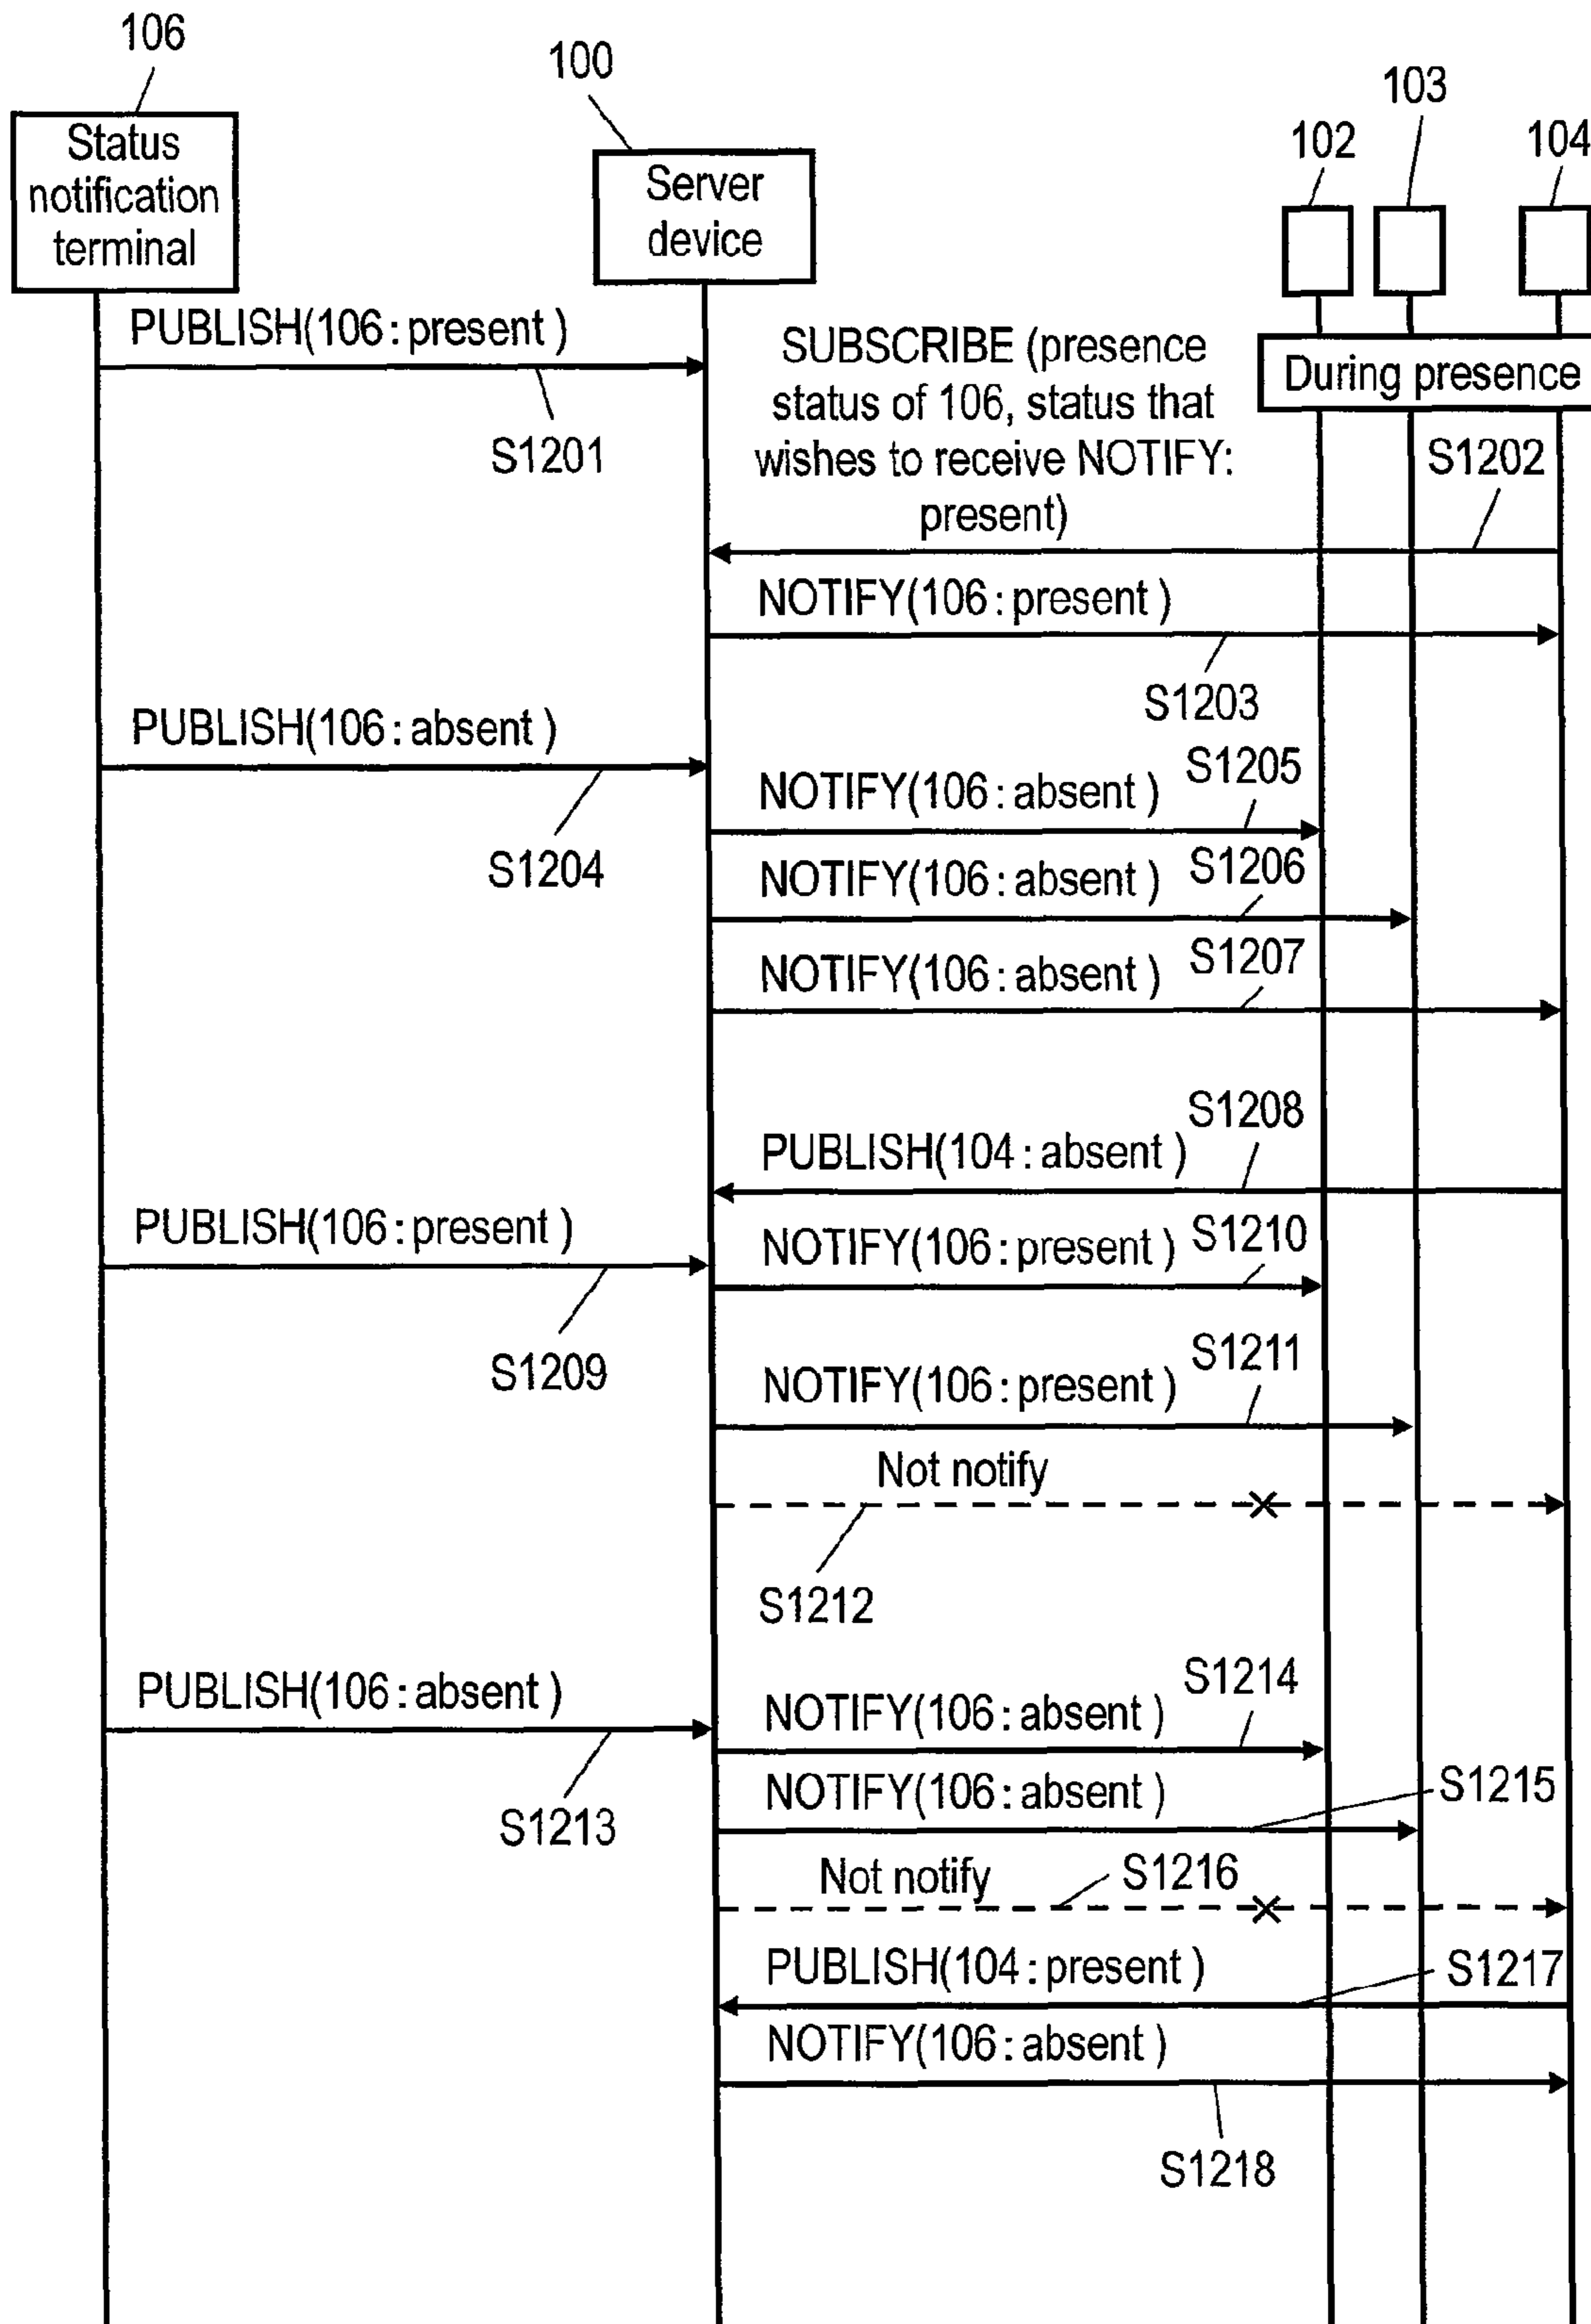 106
100
103
102
104
Status
notification
terminal
Server
device
PUBLISH(106:present)
SUBSCRIBE (presence
status of 106, status that
wishes to receive NOTIFY:
present)
During presence
S1201
S1202
NOTIFY(106:present)
S1203
PUBLISH(106:absent)
S1204
NOTIFY(106:absent)
S1205
NOTIFY(106:absent)
S1206
NOTIFY(106:absent)
S1207
S1208
PUBLISH(104:absent)
PUBLISH(106:present)
S1209
NOTIFY(106:present)
S1210
S1211
NOTIFY(106:present)
Not notify
S1212
PUBLISH(106:absent)
S1213
S1214
NOTIFY(106:absent)
NOTIFY(106:absent)
S1215
Not notify
S1216
PUBLISH(104:present)
S1217
NOTIFY(106:absent)
S1218